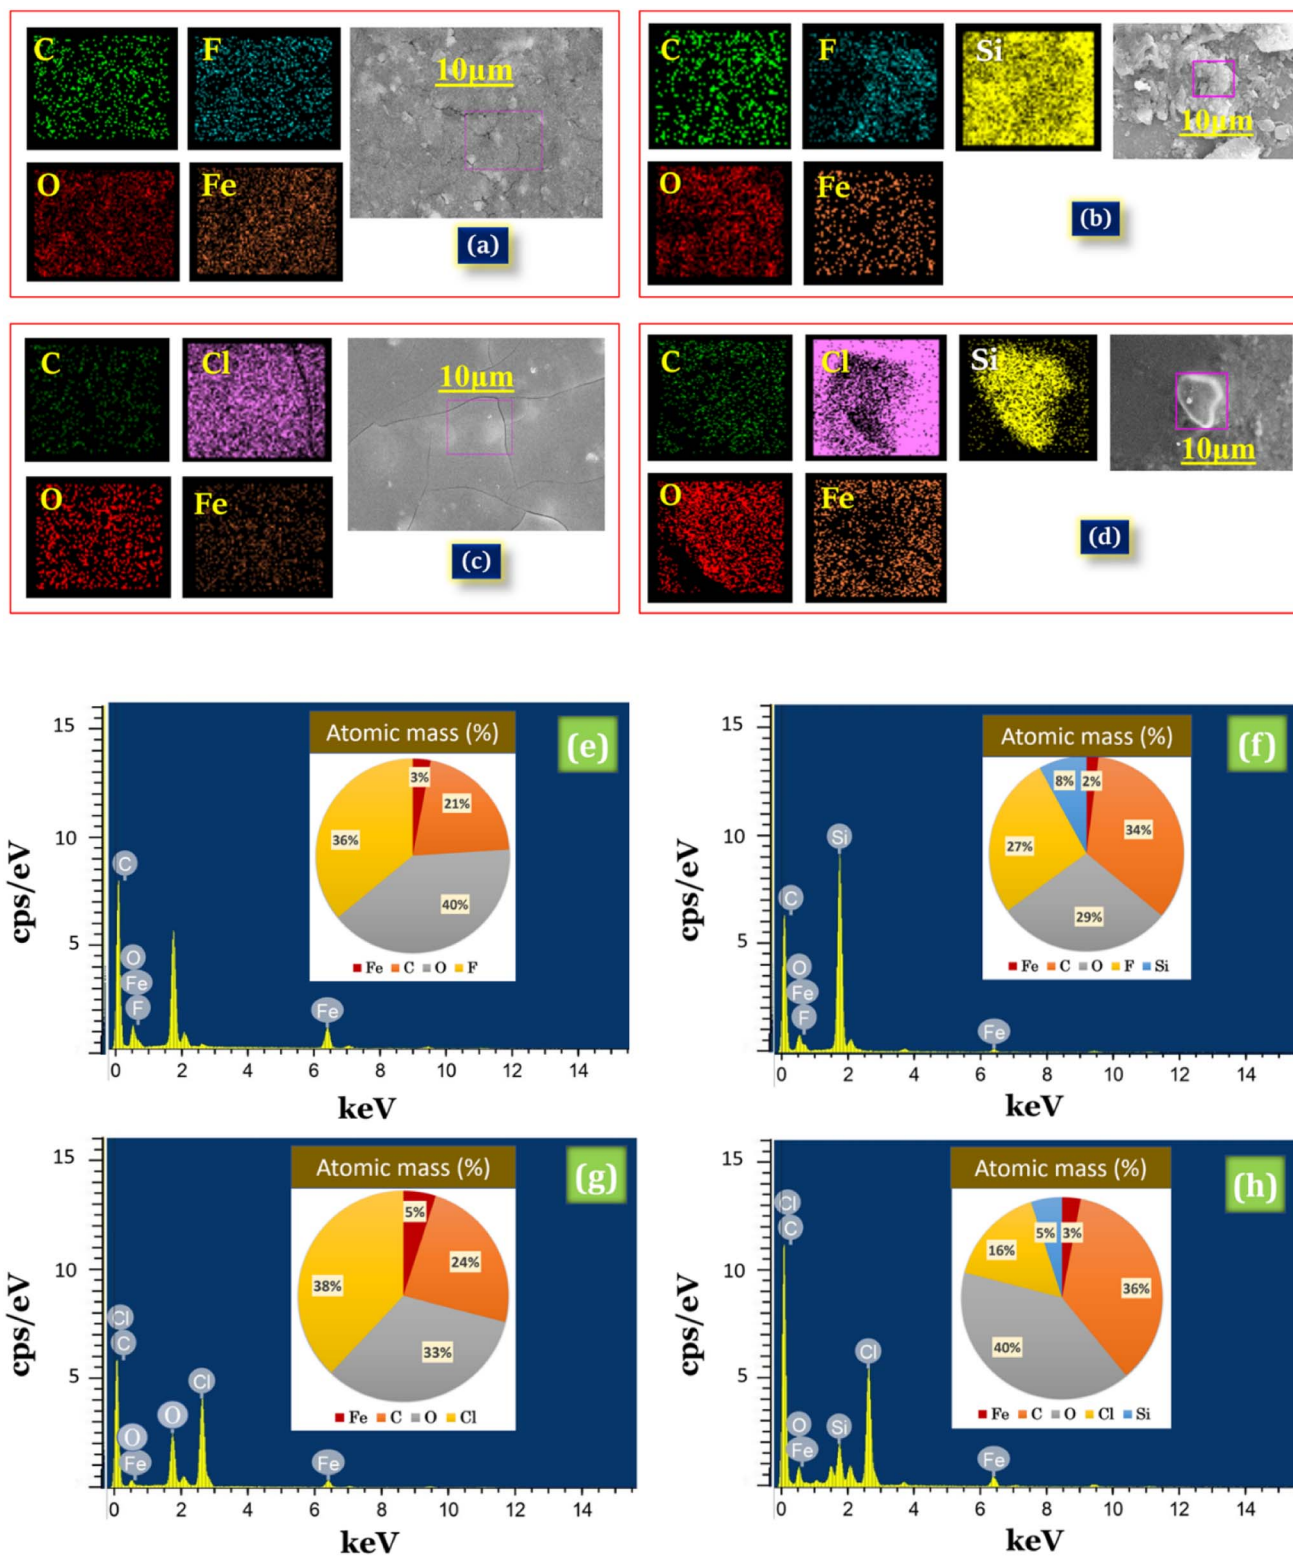 C F
10µm
O Fe
(a)
C F Si
10µm
O Fe
(b)
C Cl
10µm
O Fe
(c)
C Cl Si
10µm
O Fe
(d)
(e)
Atomic mass (%)
3%
21%
36%
40%
Fe C O F
15
10
5
cps/eV
C
O
Fe
F
Fe
0 2 4 6 8 10 12 14
keV
(f)
Atomic mass (%)
8% 2%
34%
27%
29%
Fe C O F Si
15
10
5
cps/eV
Si
C
O
Fe
F
Fe
0 2 4 6 8 10 12 14
keV
(g)
Atomic mass (%)
5%
24%
38%
33%
Fe C O Cl
15
10
5
cps/eV
Cl
C
Cl
O
O
Fe
Fe
0 2 4 6 8 10 12 14
keV
(h)
Atomic mass (%)
5% 3%
16%
36%
40%
Fe C O Cl Si
15
10
5
cps/eV
Cl
C
Cl
O
Si
Fe
Fe
0 2 4 6 8 10 12 14
keV